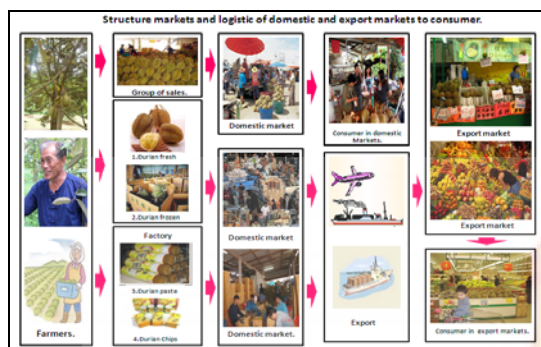 Structure markets and logistic of domestic and export markets to consumer.
Group of sales.
Domestic market
Consumer in domestic
Markets.
Export market
1.Durian fresh
2.Durian frozen
Domestic market
Export market
Factory
3.Durian paste
4.Durian Chips
Domestic market.
Export
Consumer in export markets.
Farmers.